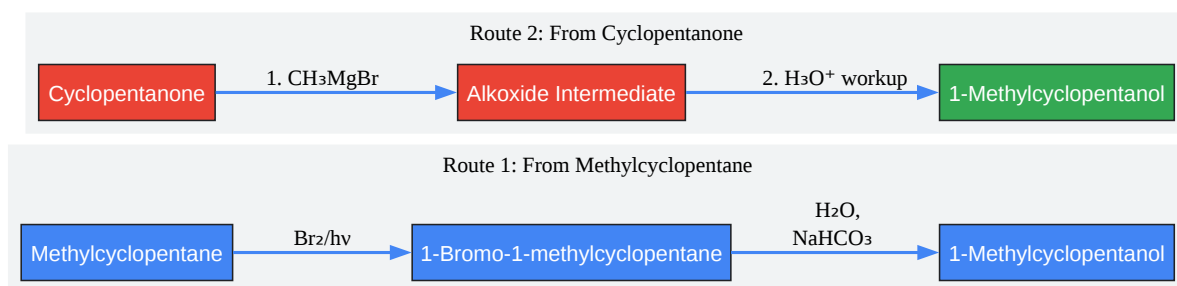 Route 2: From Cyclopentanone
1. CH3MgBr
2. H₃O⁺ workup
Cyclopentanone
Alkoxide Intermediate
1-Methylcyclopentanol
Route 1: From Methylcyclopentane
H₂O,
Br₂/hν
NaHCO₃
Methylcyclopentane
1-Bromo-1-methylcyclopentane
1-Methylcyclopentanol